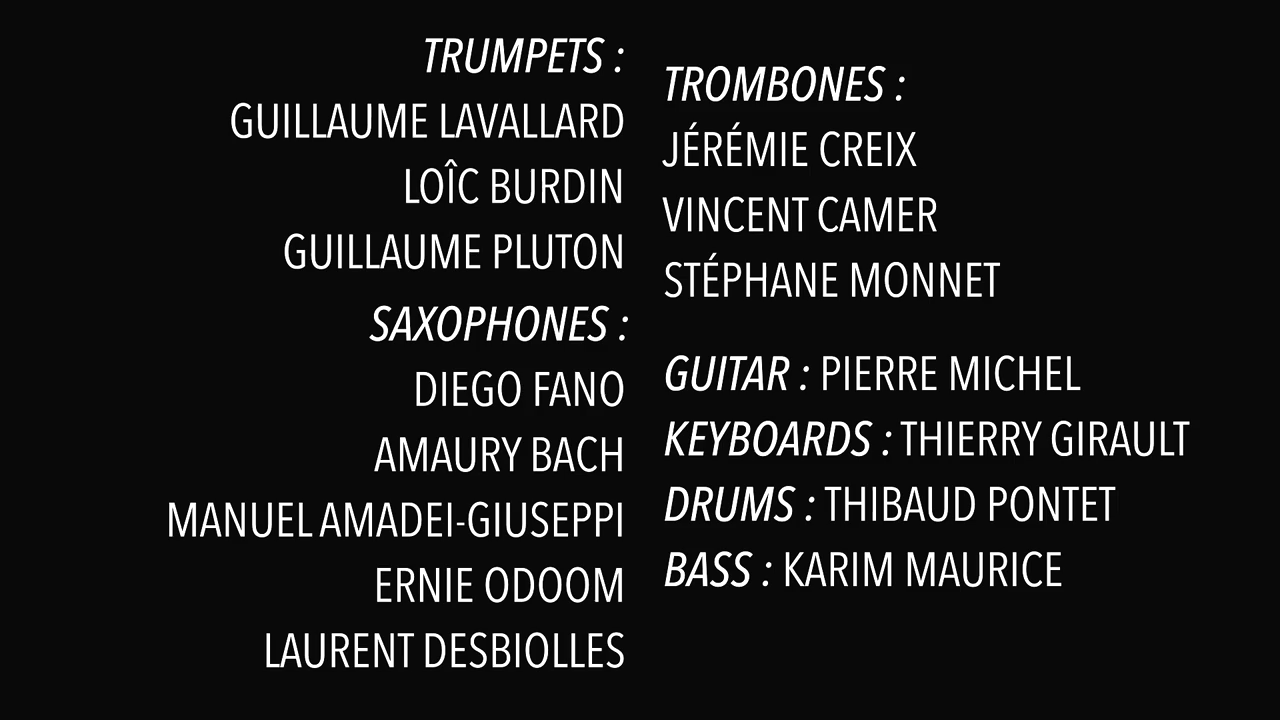 TRUMPETS :
GUILLAUME LAVALLARD
LOÎC BURDIN
GUILLAUME PLUTON
SAXOPHONES :
DIEGO FANO
AMAURY BACH
MANUEL AMADEI-GIUSEPPI
ERNIE ODOOM
LAURENT DESBIOLLES
TROMBONES :
JÉRÉMIE CREIX
VINCENT CAMER
STÉPHANE MONNET
GUITAR : PIERRE MICHEL
KEYBOARDS : THIERRY GIRAULT
DRUMS : THIBAUD PONTET
BASS : KARIM MAURICE